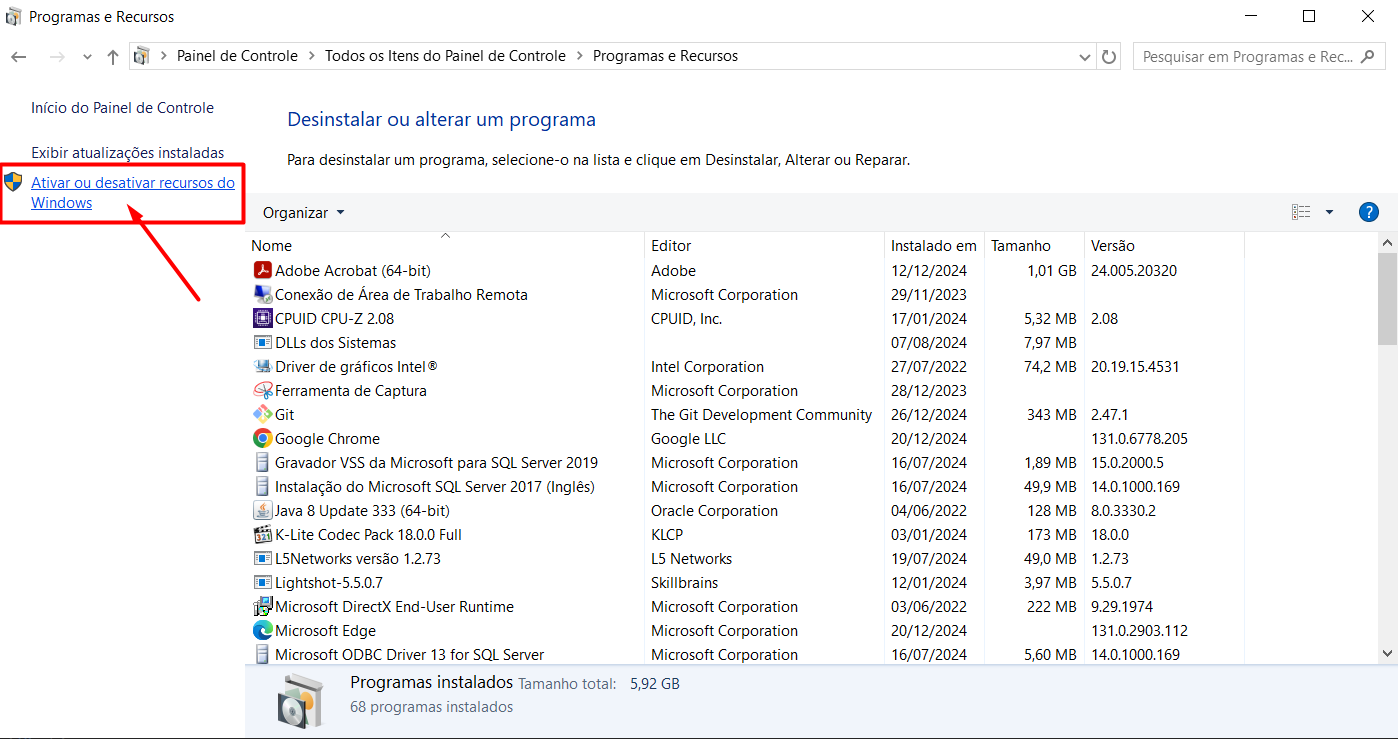 Programas e Recursos
Painel de Controle > Todos os Itens do Painel de Controle > Programas e Recursos
Pesquisar em Programas e Rec...
Início do Painel de Controle
Exibir atualizações instaladas
Ativar ou desativar recursos do
Windows
Desinstalar ou alterar um programa
Para desinstalar um programa, selecione-o na lista e clique em Desinstalar, Alterar ou Reparar.
Organizar
?
Nome Editor Instalado em Tamanho Versão
Adobe Acrobat (64-bit) Adobe 12/12/2024 1,01 GB 24.005.20320
Conexão de Área de Trabalho Remota Microsoft Corporation 29/11/2023
CPUID CPU-Z 2.08 CPUID, Inc. 17/01/2024 5,32 MB 2.08
DLLs dos Sistemas 07/08/2024 7,97 MB
Driver de gráficos Intel® Intel Corporation 27/07/2022 74,2 MB 20.19.15.4531
Ferramenta de Captura Microsoft Corporation 28/12/2023
Git The Git Development Community 26/12/2024 343 MB 2.47.1
Google Chrome Google LLC 20/12/2024 131.0.6778.205
Gravador VSS da Microsoft para SQL Server 2019 Microsoft Corporation 16/07/2024 1,89 MB 15.0.2000.5
Instalação do Microsoft SQL Server 2017 (Inglês) Microsoft Corporation 16/07/2024 49,9 MB 14.0.1000.169
Java 8 Update 333 (64-bit) Oracle Corporation 04/06/2022 128 MB 8.0.3330.2
K-Lite Codec Pack 18.0.0 Full KLCP 03/01/2024 173 MB 18.0.0
L5Networks versão 1.2.73 L5 Networks 19/07/2024 49,0 MB 1.2.73
Lightshot-5.5.0.7 Skillbrains 12/01/2024 3,97 MB 5.5.0.7
Microsoft DirectX End-User Runtime Microsoft Corporation 03/06/2022 222 MB 9.29.1974
Microsoft Edge Microsoft Corporation 20/12/2024 131.0.2903.112
Microsoft ODBC Driver 13 for SQL Server Microsoft Corporation 16/07/2024 5,60 MB 14.0.1000.169
Programas instalados Tamanho total: 5,92 GB
68 programas instalados